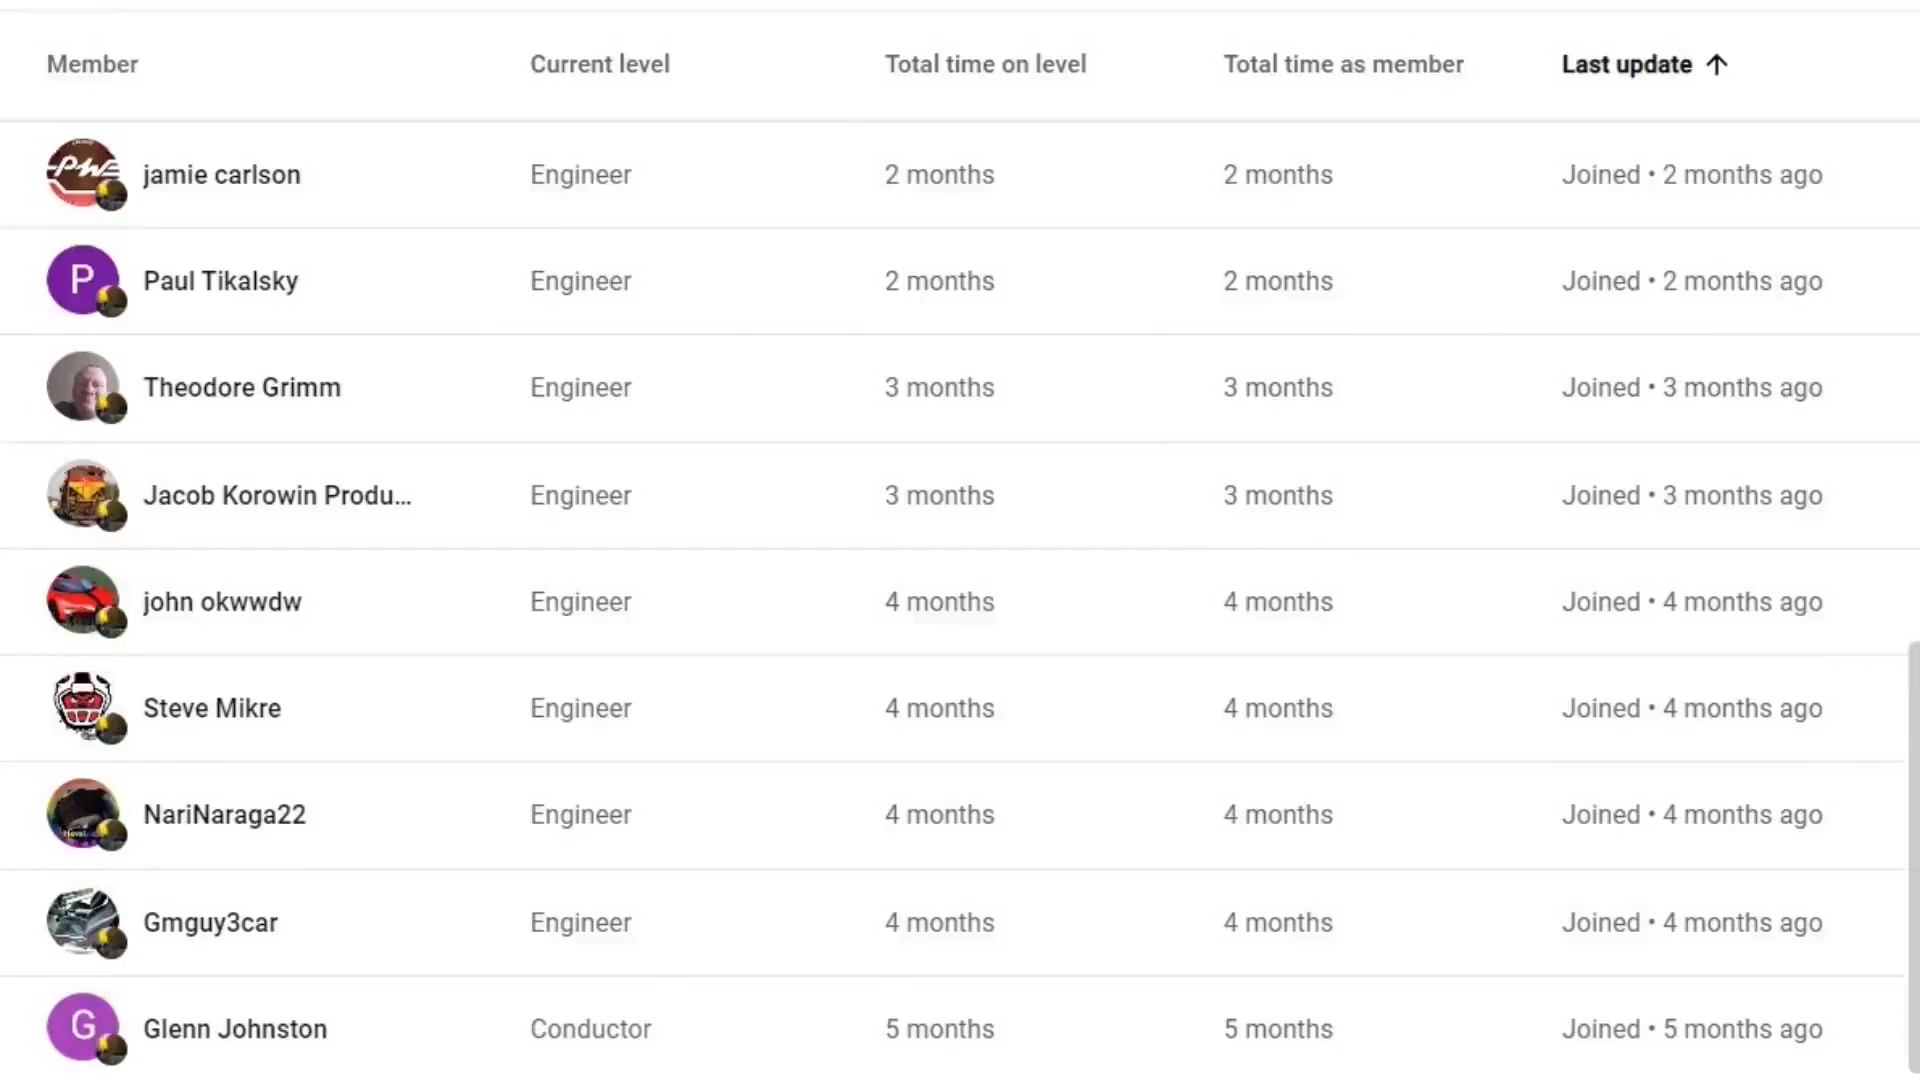 Member Current level Total time on level Total time as member Last update
jamie carlson Engineer 2 months 2 months Joined • 2 months ago
P Paul Tikalsky Engineer 2 months 2 months Joined • 2 months ago
Theodore Grimm Engineer 3 months 3 months Joined • 3 months ago
Jacob Korowin Produ... Engineer 3 months 3 months Joined • 3 months ago
john okwwdw Engineer 4 months 4 months Joined • 4 months ago
Steve Mikre Engineer 4 months 4 months Joined • 4 months ago
NariNaraga22 Engineer 4 months 4 months Joined • 4 months ago
Gmguy3car Engineer 4 months 4 months Joined • 4 months ago
G Glenn Johnston Conductor 5 months 5 months Joined • 5 months ago